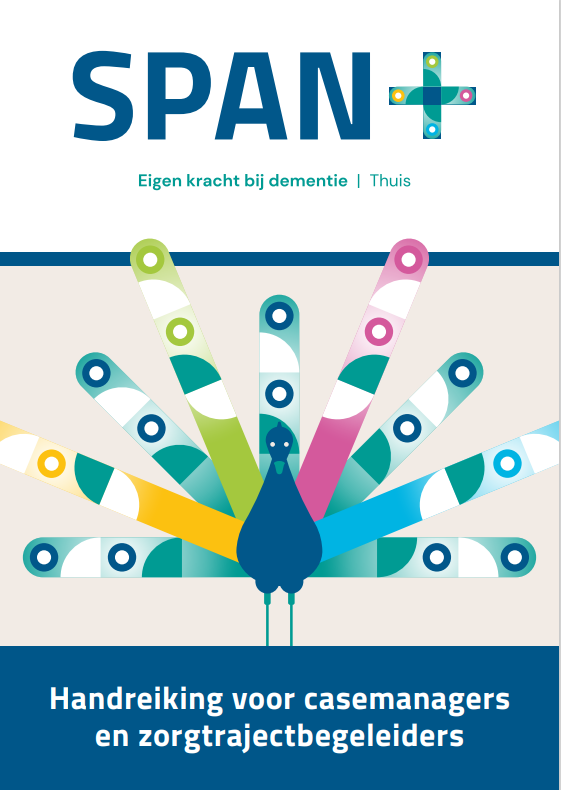 SPAN+
Eigen kracht bij dementie | Thuis
Handreiking voor casemanagers
en zorgtrajectbegeleiders